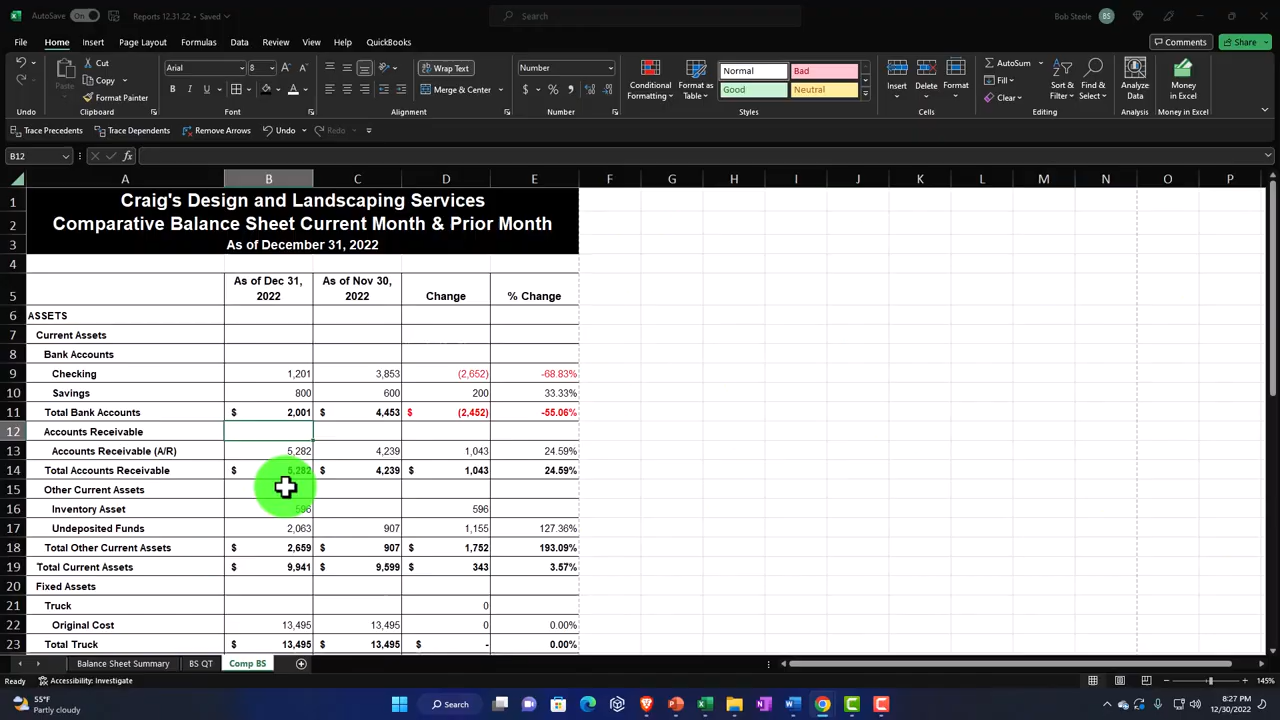 AutoSave On Reports 12.31.22 • Saved Search Bob Steele BS
File Home Insert Page Layout Formulas Data Review View Help QuickBooks Comments Share
Cut Copy Format Painter Paste Arial 8 Wrap Text Merge & Center Number Conditional Formatting Format as Table Normal Bad Good Neutral Insert Delete Format AutoSum Fill Clear Sort & Filter Find & Select Analyze Data Money in Excel
Undo Clipboard Font Alignment Number Styles Cells Editing Analysis Money in Excel
Trace Precedents Trace Dependents Remove Arrows Undo Redo
B12 fx
A B C D E F G H I J K L M N O P
1 Craig's Design and Landscaping Services
2 Comparative Balance Sheet Current Month & Prior Month
3 As of December 31, 2022
4
5 As of Dec 31, 2022 As of Nov 30, 2022 Change % Change
6 ASSETS
7 Current Assets
8 Bank Accounts
9 Checking 1,201 3,853 (2,652) -68.83%
10 Savings 800 600 200 33.33%
11 Total Bank Accounts $ 2,001 $ 4,453 $ (2,452) -55.06%
12 Accounts Receivable
13 Accounts Receivable (A/R) 5,282 4,239 1,043 24.59%
14 Total Accounts Receivable $ 5,282 $ 4,239 $ 1,043 24.59%
15 Other Current Assets
16 Inventory Asset 596 596
17 Undeposited Funds 2,063 907 1,155 127.36%
18 Total Other Current Assets $ 2,659 $ 907 $ 1,752 193.09%
19 Total Current Assets $ 9,941 $ 9,599 $ 343 3.57%
20 Fixed Assets
21 Truck 0
22 Original Cost 13,495 13,495 0 0.00%
23 Total Truck $ 13,495 $ 13,495 $ - 0.00%
Balance Sheet Summary BS QT Comp BS
Ready Accessibility: Investigate 145%
55°F
Partly cloudy
Search
8:27 PM
12/30/2022